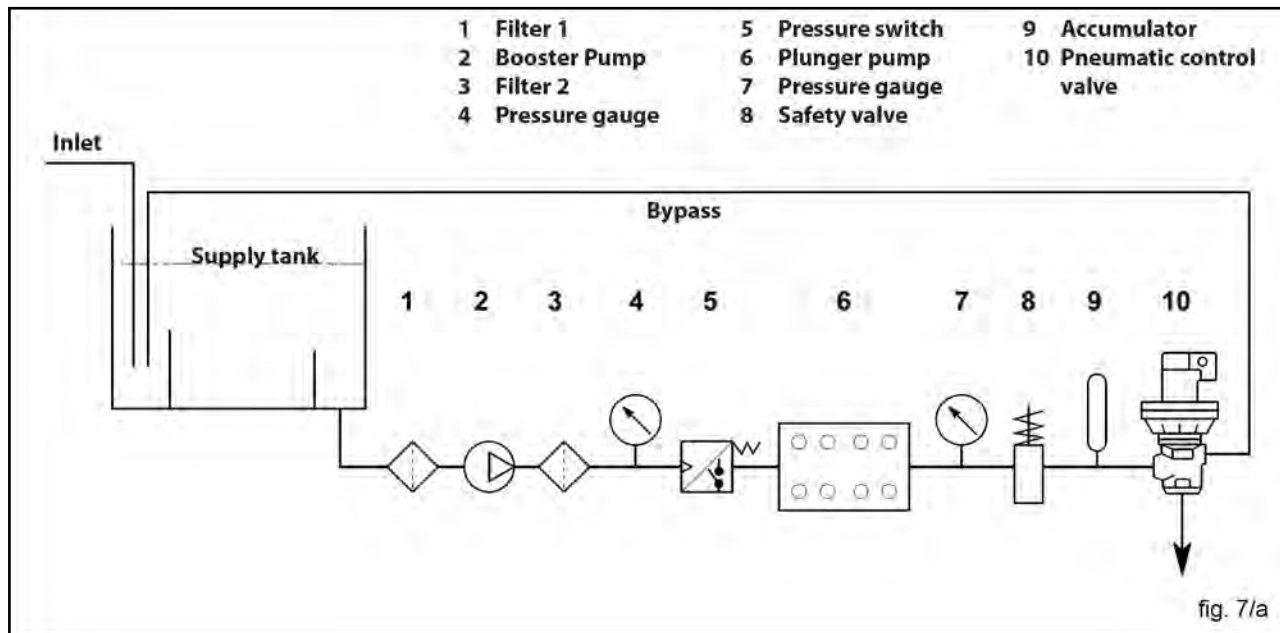 1 Filter 1
2 Booster Pump
3 Filter 2
4 Pressure gauge
5 Pressure switch
6 Plunger pump
7 Pressure gauge
8 Safety valve
9 Accumulator
10 Pneumatic control
valve
Inlet
Bypass
Supply tank
1 2 3 4 5 6 7 8 9 10
fig. 7/a